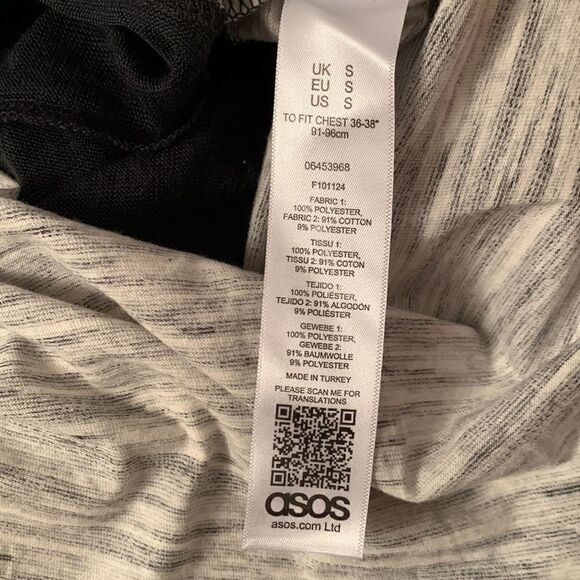 UK S
EU S
US S
TO FIT CHEST 36-38"
91-96cm
06453968
F101124
FABRIC 1:
100% POLYESTER,
FABRIC 2: 91% COTTON
9% POLYESTER
TISSU 1:
100% POLYESTER,
TISSU 2: 91% COTON
9% POLYESTER
TEJIDO 1:
100% POLIÉSTER,
TEJIDO 2: 91% ALGODÓN
9% POLIÉSTER
GEWEBE 1:
100% POLYESTER,
GEWEBE 2:
91% BAUMWOLLE
9% POLYESTER
MADE IN TURKEY
PLEASE SCAN ME FOR
TRANSLATIONS
asos
asos.com Ltd